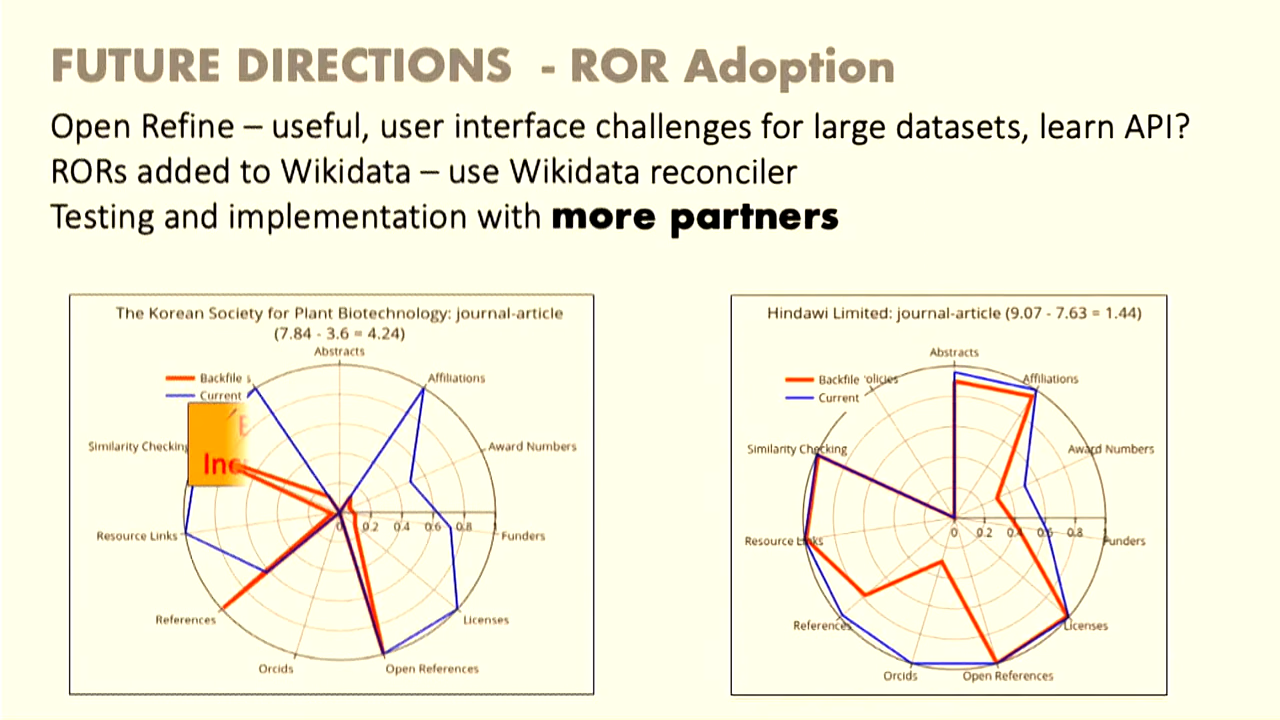 FUTURE DIRECTIONS - ROR Adoption
Open Refine – useful, user interface challenges for large datasets, learn API?
RORs added to Wikidata – use Wikidata reconciler
Testing and implementation with more partners
The Korean Society for Plant Biotechnology: journal-article
(7.84 - 3.6 = 4.24)
Abstracts
Backfile
Current
Affiliations
Similarity Checking
Award Numbers
0 0.2 0.4 0.6 0.8 1
Resource Links
Funders
References
Licenses
Orcids
Open References
Hindawi Limited: journal-article (9.07 - 7.63 = 1.44)
Abstracts
Backfile
Current
Affiliations
Similarity Checking
Award Numbers
0 0.2 0.4 0.6 0.8 1
Resource Links
Funders
References
Licenses
Orcids
Open References